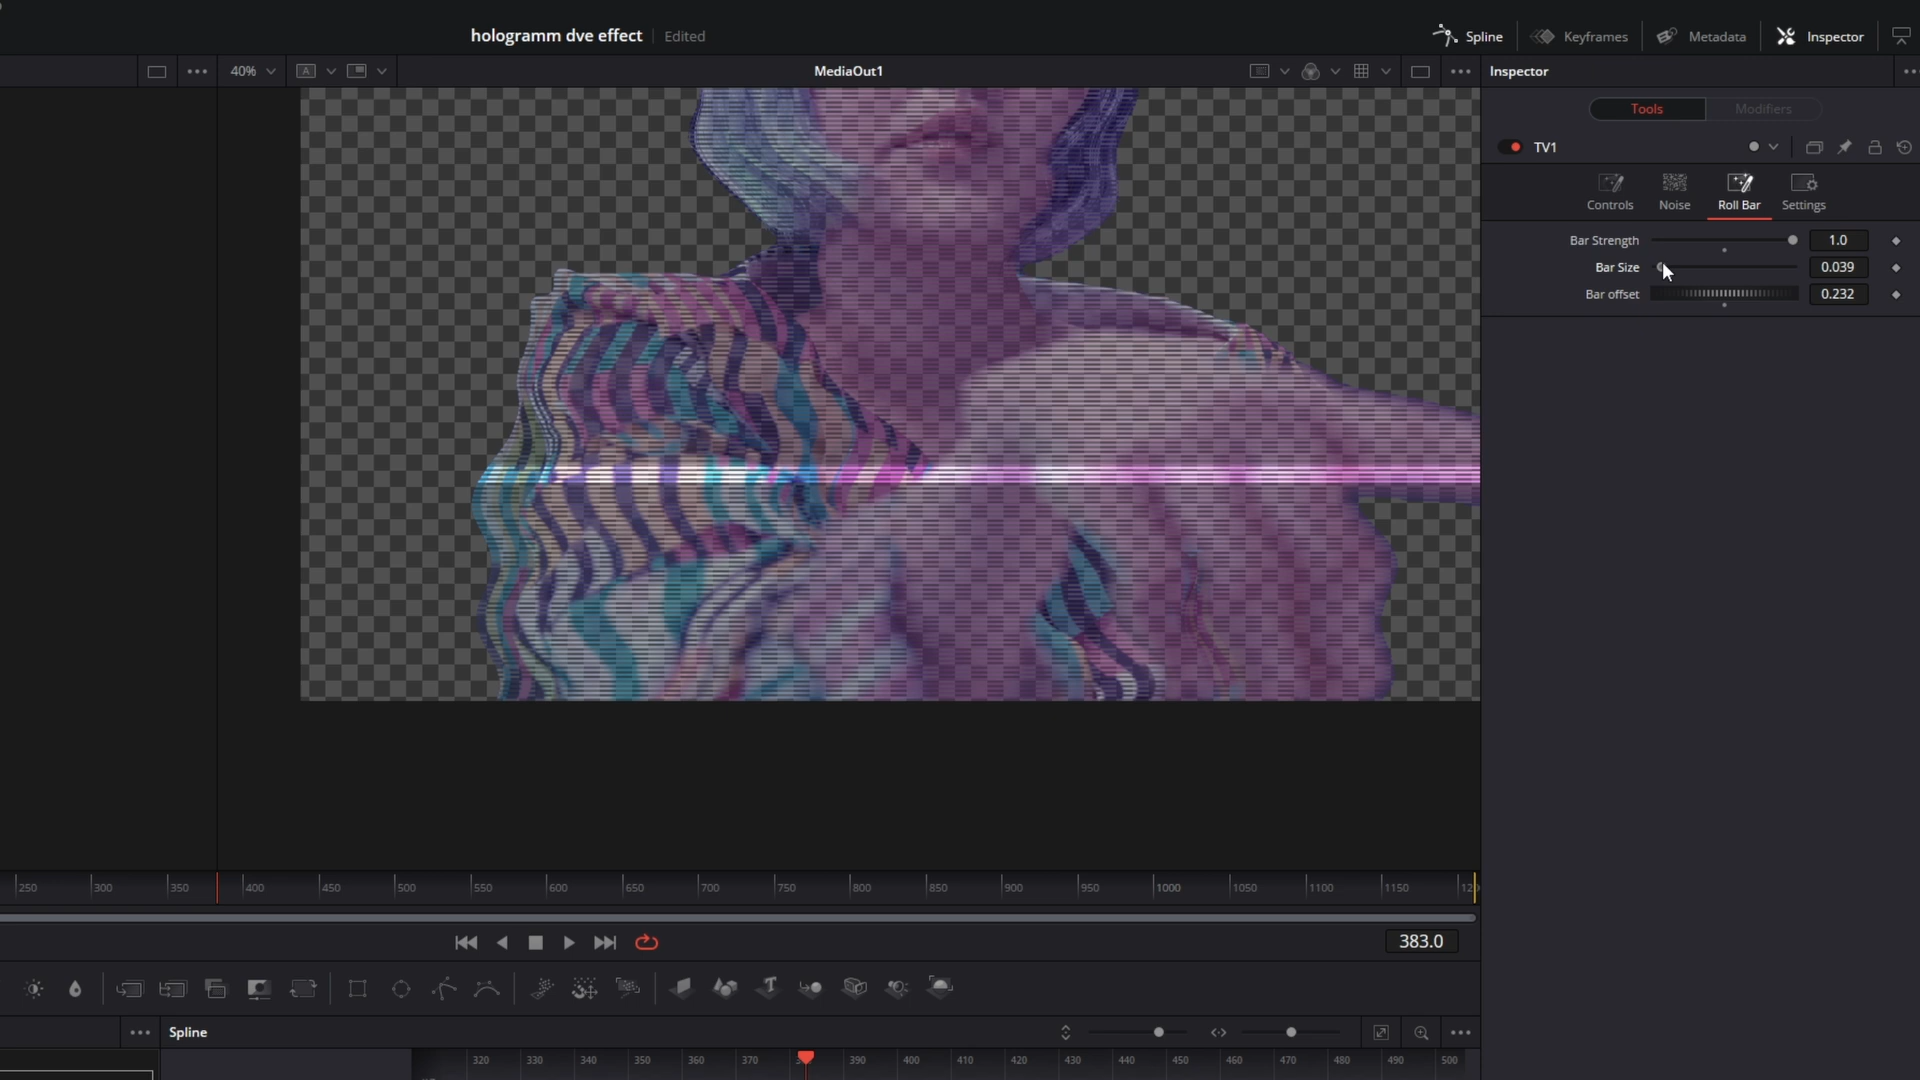 hologramm dve effect Edited Spline Keyframes Metadata Inspector
40% A MediaOut1 Inspector
Tools Modifiers
TV1
Controls Noise Roll Bar Settings
Bar Strength 1.0
Bar Size 0.039
Bar offset 0.232
250 300 350 400 450 500 550 600 650 700 750 800 850 900 950 1000 1050 1100 1150
383.0
T
Spline
320 330 340 350 360 370 390 400 410 420 430 440 450 460 470 480 490 500